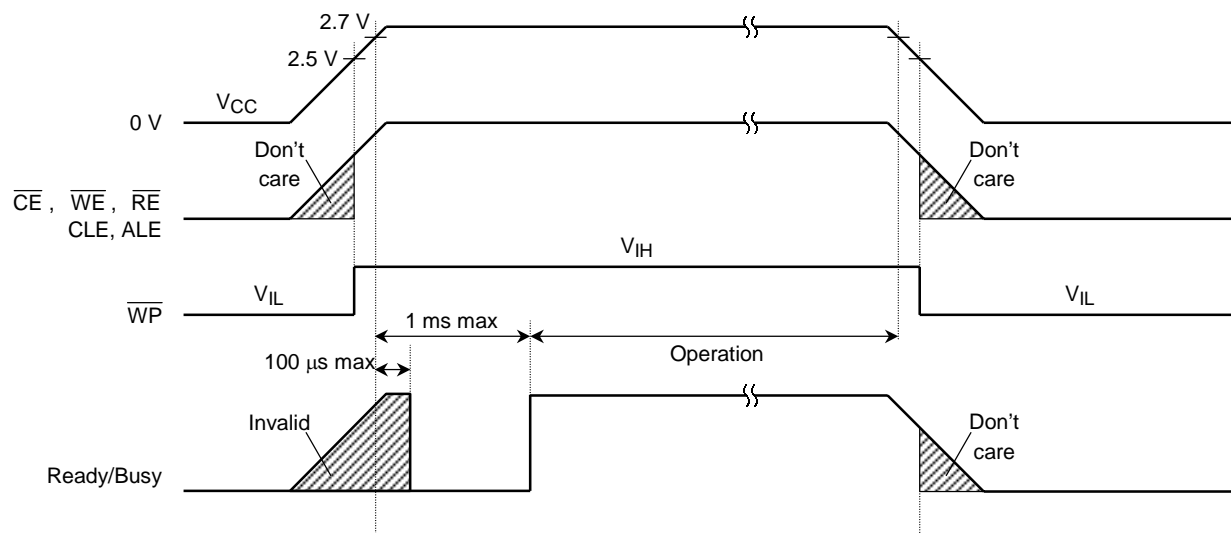 2.7 V
2.5 V
VCC
0 V
Don't
care
Don't
care
CE , WE , RE
CLE, ALE
VIH
VIL
VIL
WP
1 ms max
Operation
100 μs max
Invalid
Don't
care
Ready/Busy